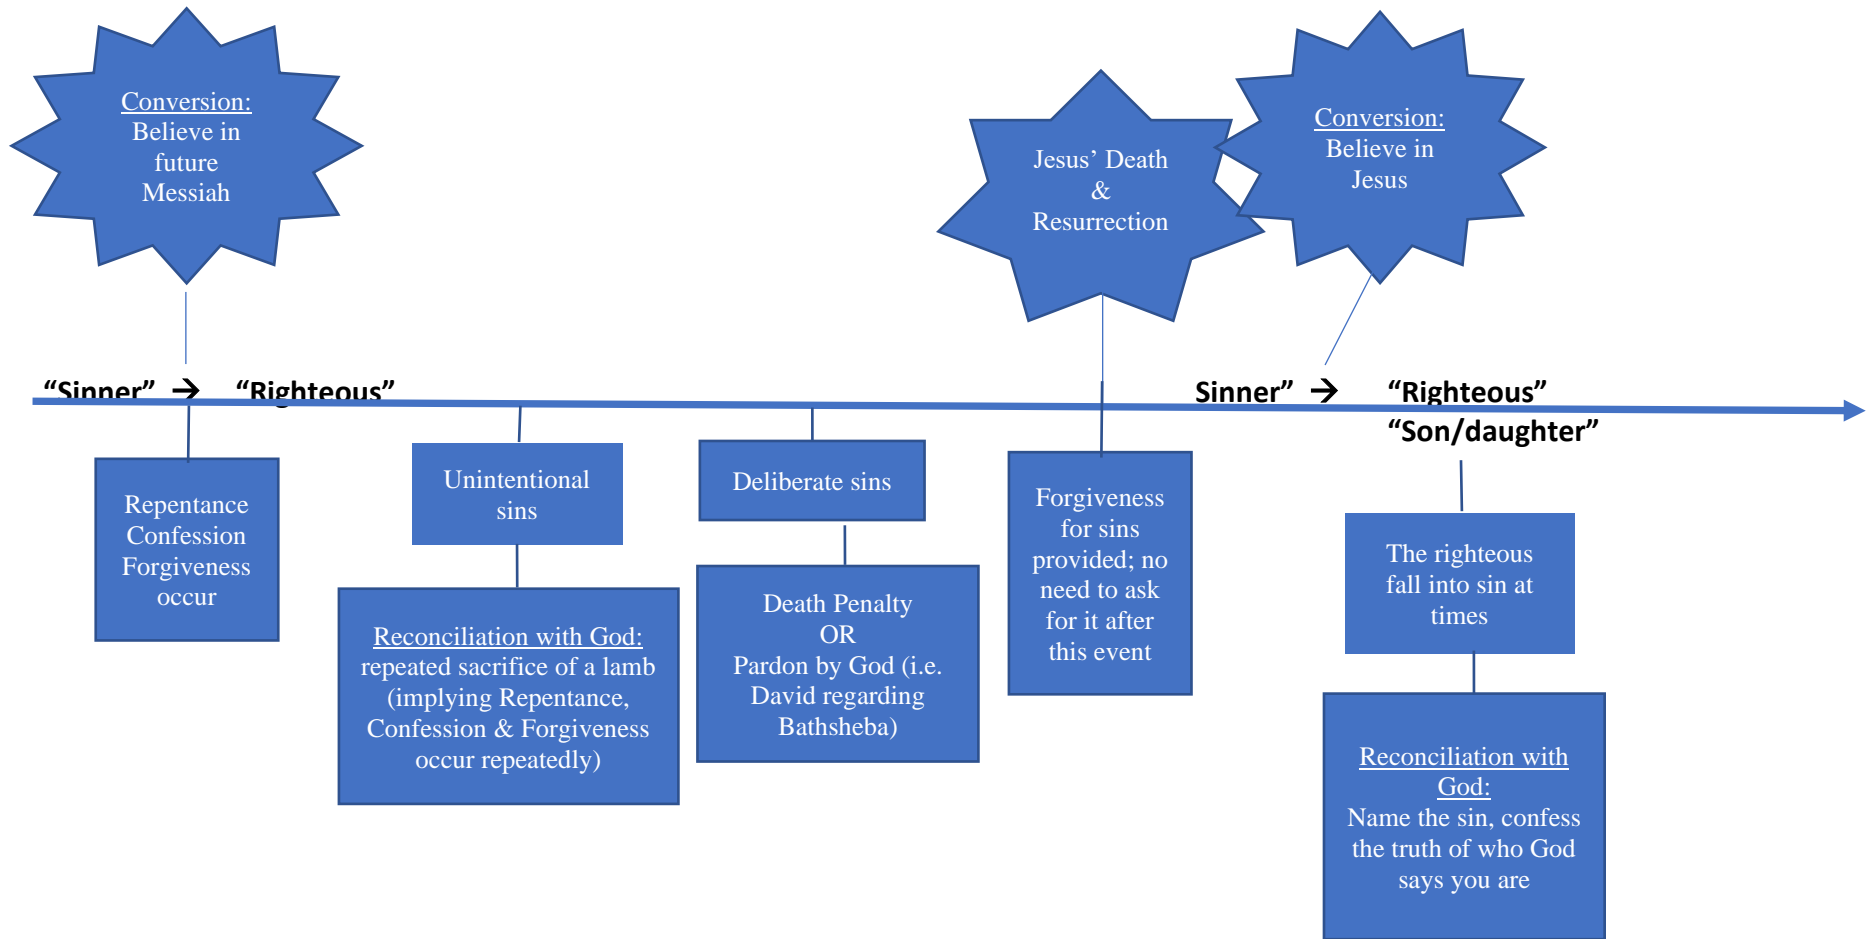 Conversion:
Believe in
future
Messiah
Jesus’ Death
&
Resurrection
Conversion:
Believe in
Jesus
“Sinner” → “Righteous”
Sinner” → “Righteous”
“Son/daughter”
Repentance
Confession
Forgiveness
occur
Unintentional
sins
Reconciliation with God:
repeated sacrifice of a lamb
(implying Repentance,
Confession & Forgiveness
occur repeatedly)
Deliberate sins
Death Penalty
OR
Pardon by God (i.e.
David regarding
Bathsheba)
Forgiveness
for sins
provided; no
need to ask
for it after
this event
The righteous
fall into sin at
times
Reconciliation with
God:
Name the sin, confess
the truth of who God
says you are